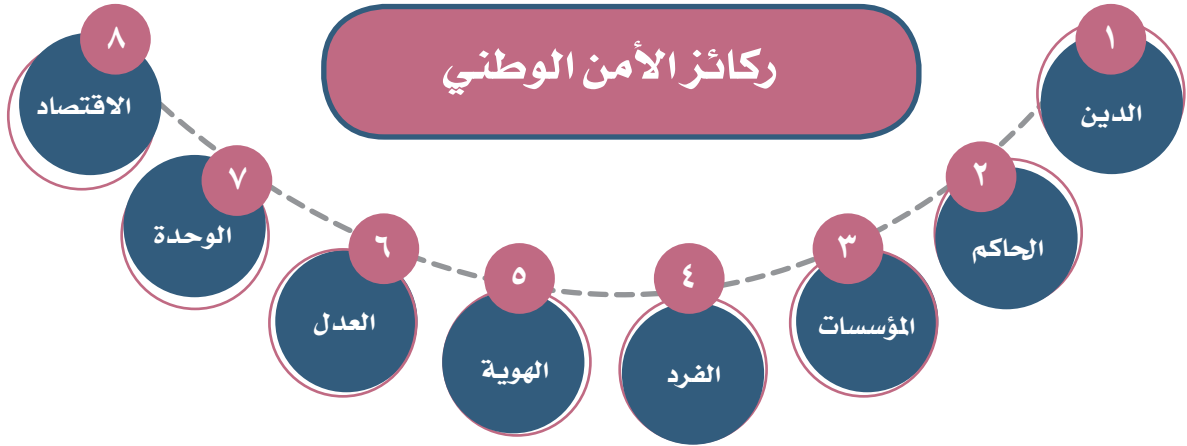 ركائز الأمن الوطني
١
الدين
٢
الحاكم
٣
المؤسسات
٤
الفرد
٥
الهوية
٦
العدل
٧
الوحدة
٨
الاقتصاد